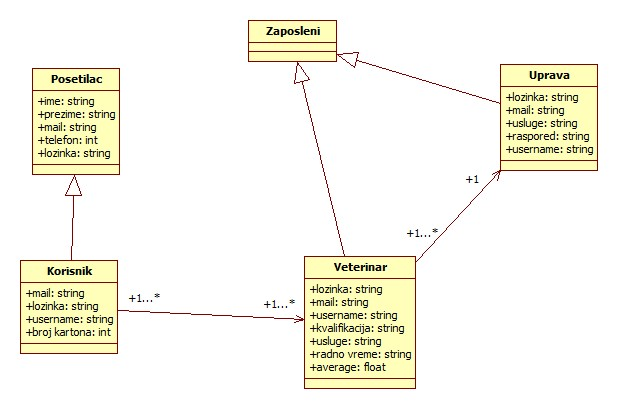 Zaposleni
Posetilac
+ime: string
+prezime: string
+mail: string
+telefon: int
+lozinka: string
Uprava
+lozinka: string
+mail: string
+usluge: string
+raspored: string
+username: string
+1
+1...*
Korisnik
+mail: string
+lozinka: string
+username: string
+broj kartona: int
+1...*
+1...*
Veterinar
+lozinka: string
+mail: string
+username: string
+kvalifikacija: string
+usluge: string
+radno vreme: string
+average: float